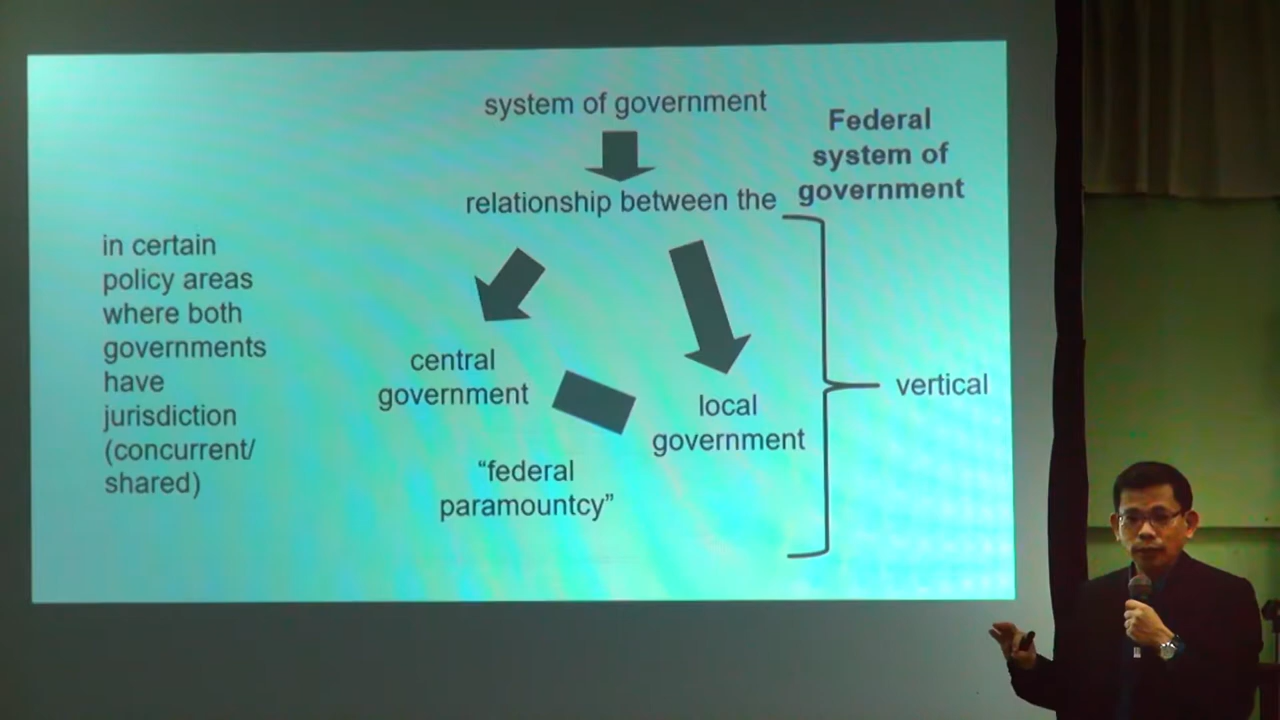 system of government
Federal
system of
government
relationship between the
in certain
policy areas
where both
governments
have
jurisdiction
(concurrent/
shared)
central
government
local
government
vertical
“federal
paramountcy”